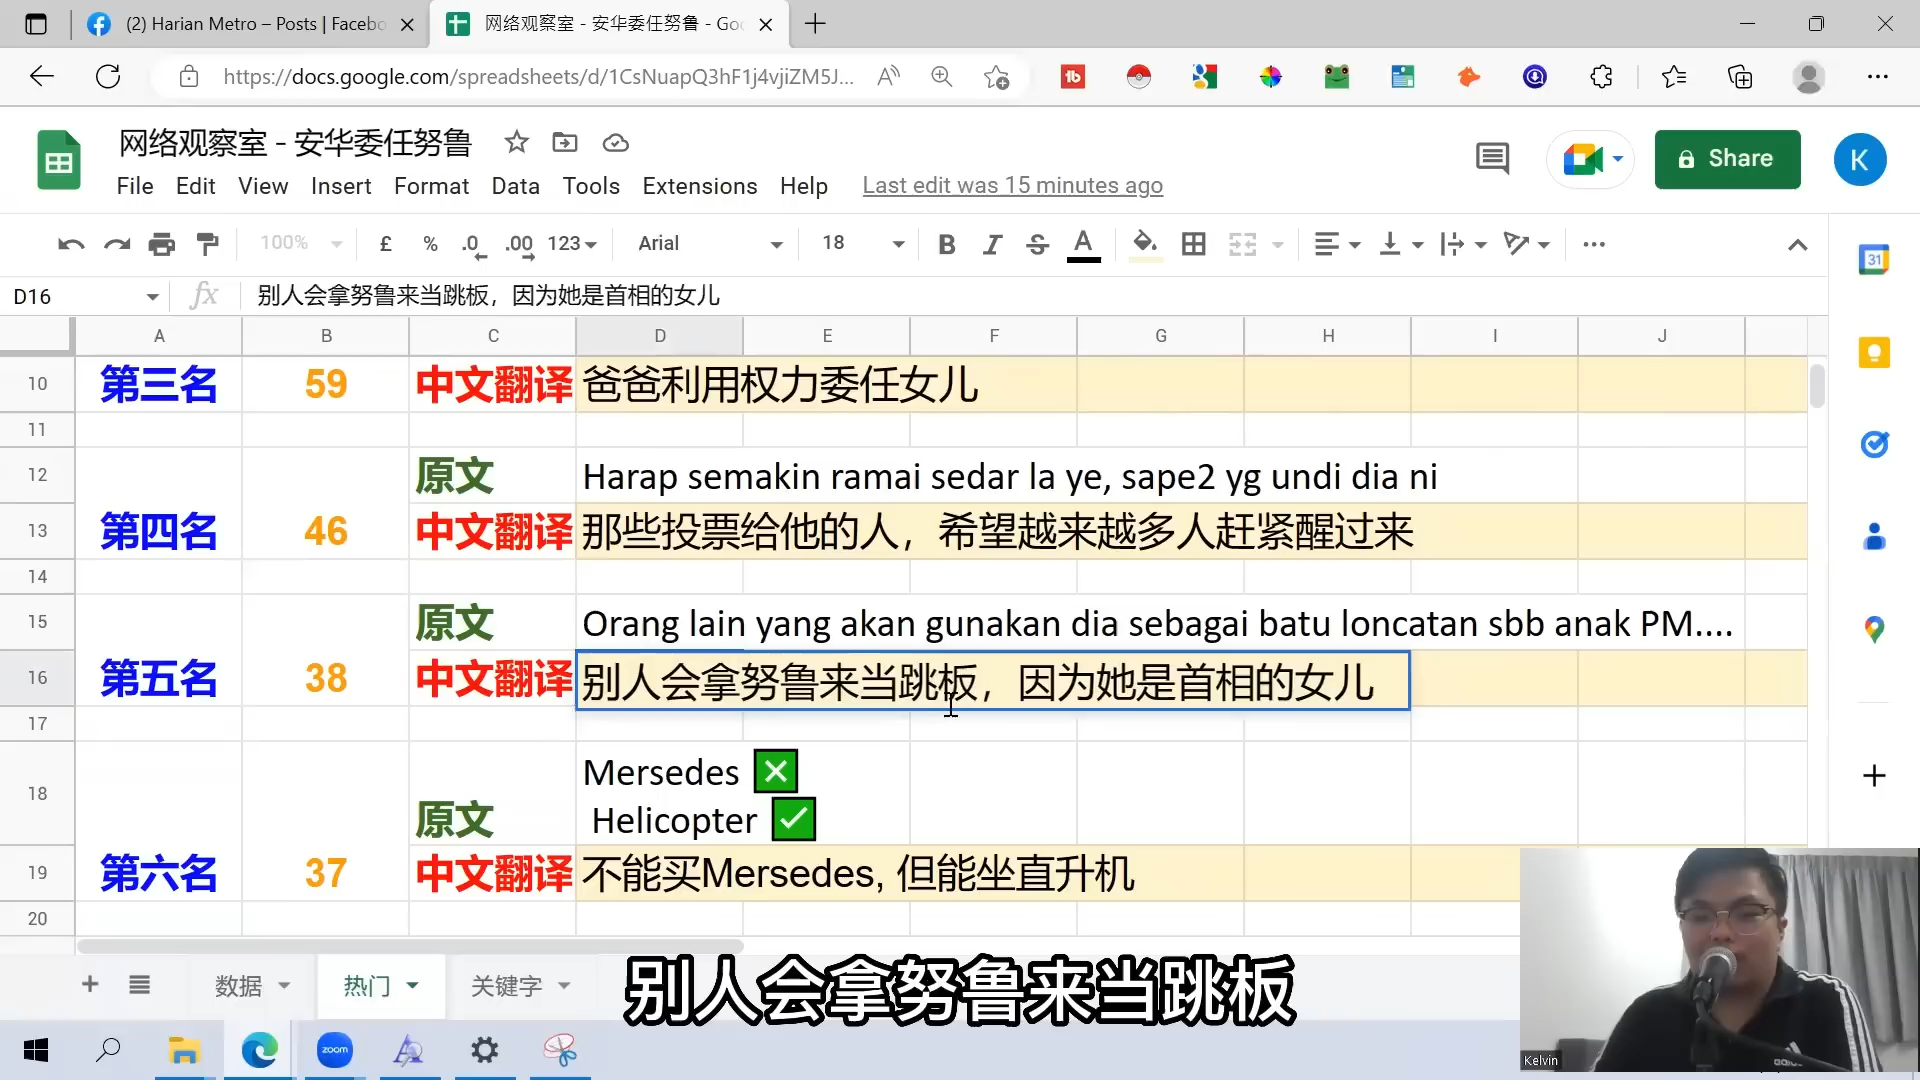 (2) Harian Metro – Posts | Facebo
网络观察室 - 安华委任努鲁 - Goo
https://docs.google.com/spreadsheets/d/1CsNuapQ3hF1j4vjiZM5J...
网络观察室 - 安华委任努鲁
File Edit View Insert Format Data Tools Extensions Help Last edit was 15 minutes ago
Share
K
100% £ % .0 .00 123 Arial 18 B I S A
31
D16 fx 别人会拿努鲁来当跳板，因为她是首相的女儿
A B C D E F G H I J
10 第三名 59 中文翻译 爸爸利用权力委任女儿
11
12 原文 Harap semakin ramai sedar la ye, sape2 yg undi dia ni
13 第四名 46 中文翻译 那些投票给他的人，希望越来越多人赶紧醒过来
14
15 原文 Orang lain yang akan gunakan dia sebagai batu loncatan sbb anak PM....
16 第五名 38 中文翻译 别人会拿努鲁来当跳板，因为她是首相的女儿
17
18 原文 Mersedes ❎
Helicopter ✅
19 第六名 37 中文翻译 不能买Mersedes, 但能坐直升机
20
数据 热门 关键字
别人会拿努鲁来当跳板
zoom
Kelvin
adidas